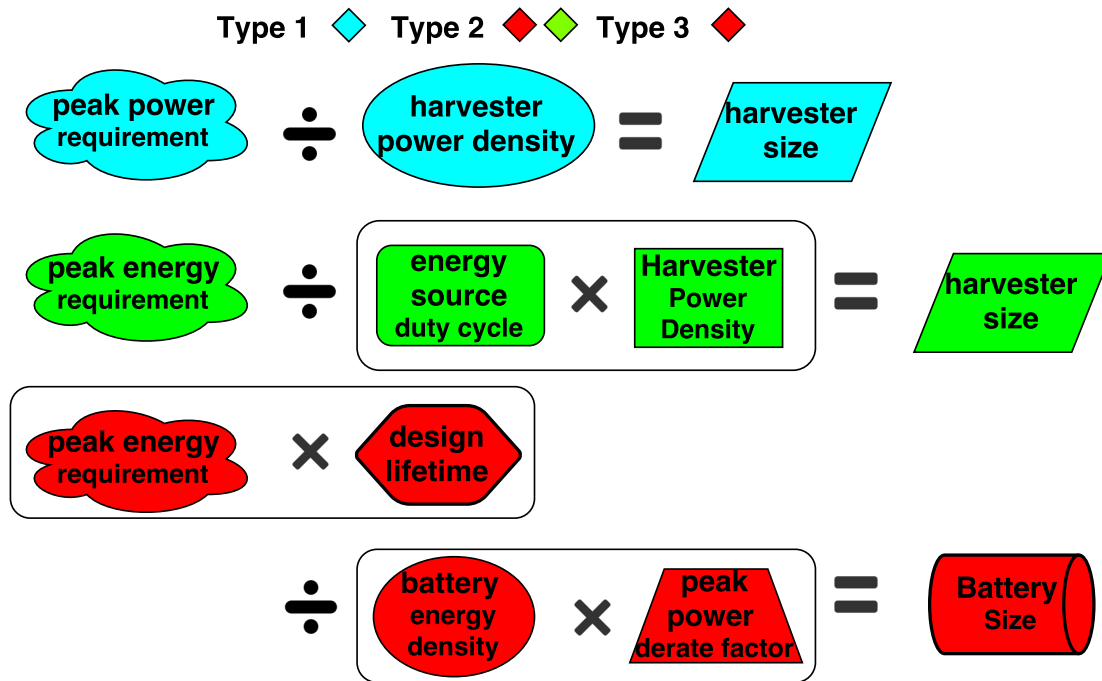 Type 1 Type 2 Type 3
peak power
requirement
÷
harvester
power density
=
harvester
size
peak energy
requirement
÷
energy
source
duty cycle
×
Harvester
Power
Density
=
harvester
size
peak energy
requirement
×
design
lifetime
÷
battery
energy
density
×
peak
power
derate factor
=
Battery
Size